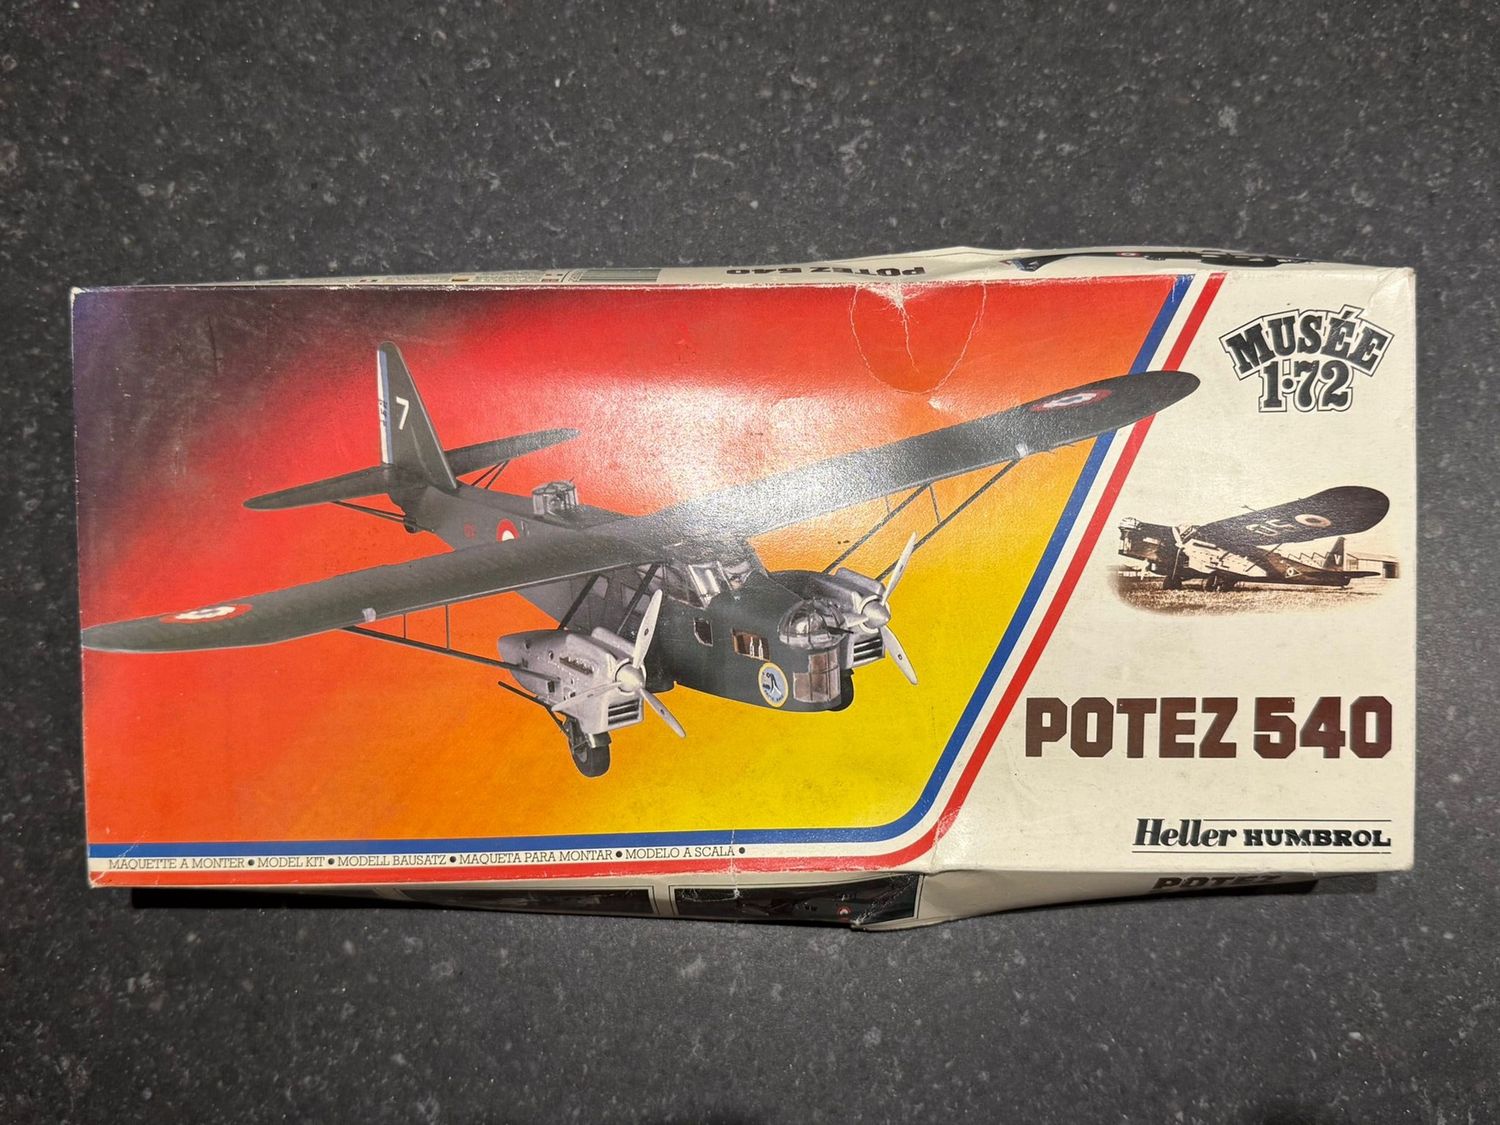 POTEZ 540
MUSÉE
1·72
7
POTEZ 540
Heller HUMBROL
MAQUETTE A MONTER • MODEL KIT • MODELL BAUSATZ • MAQUETA PARA MONTAR • MODELO A SCALA •
POTEZ